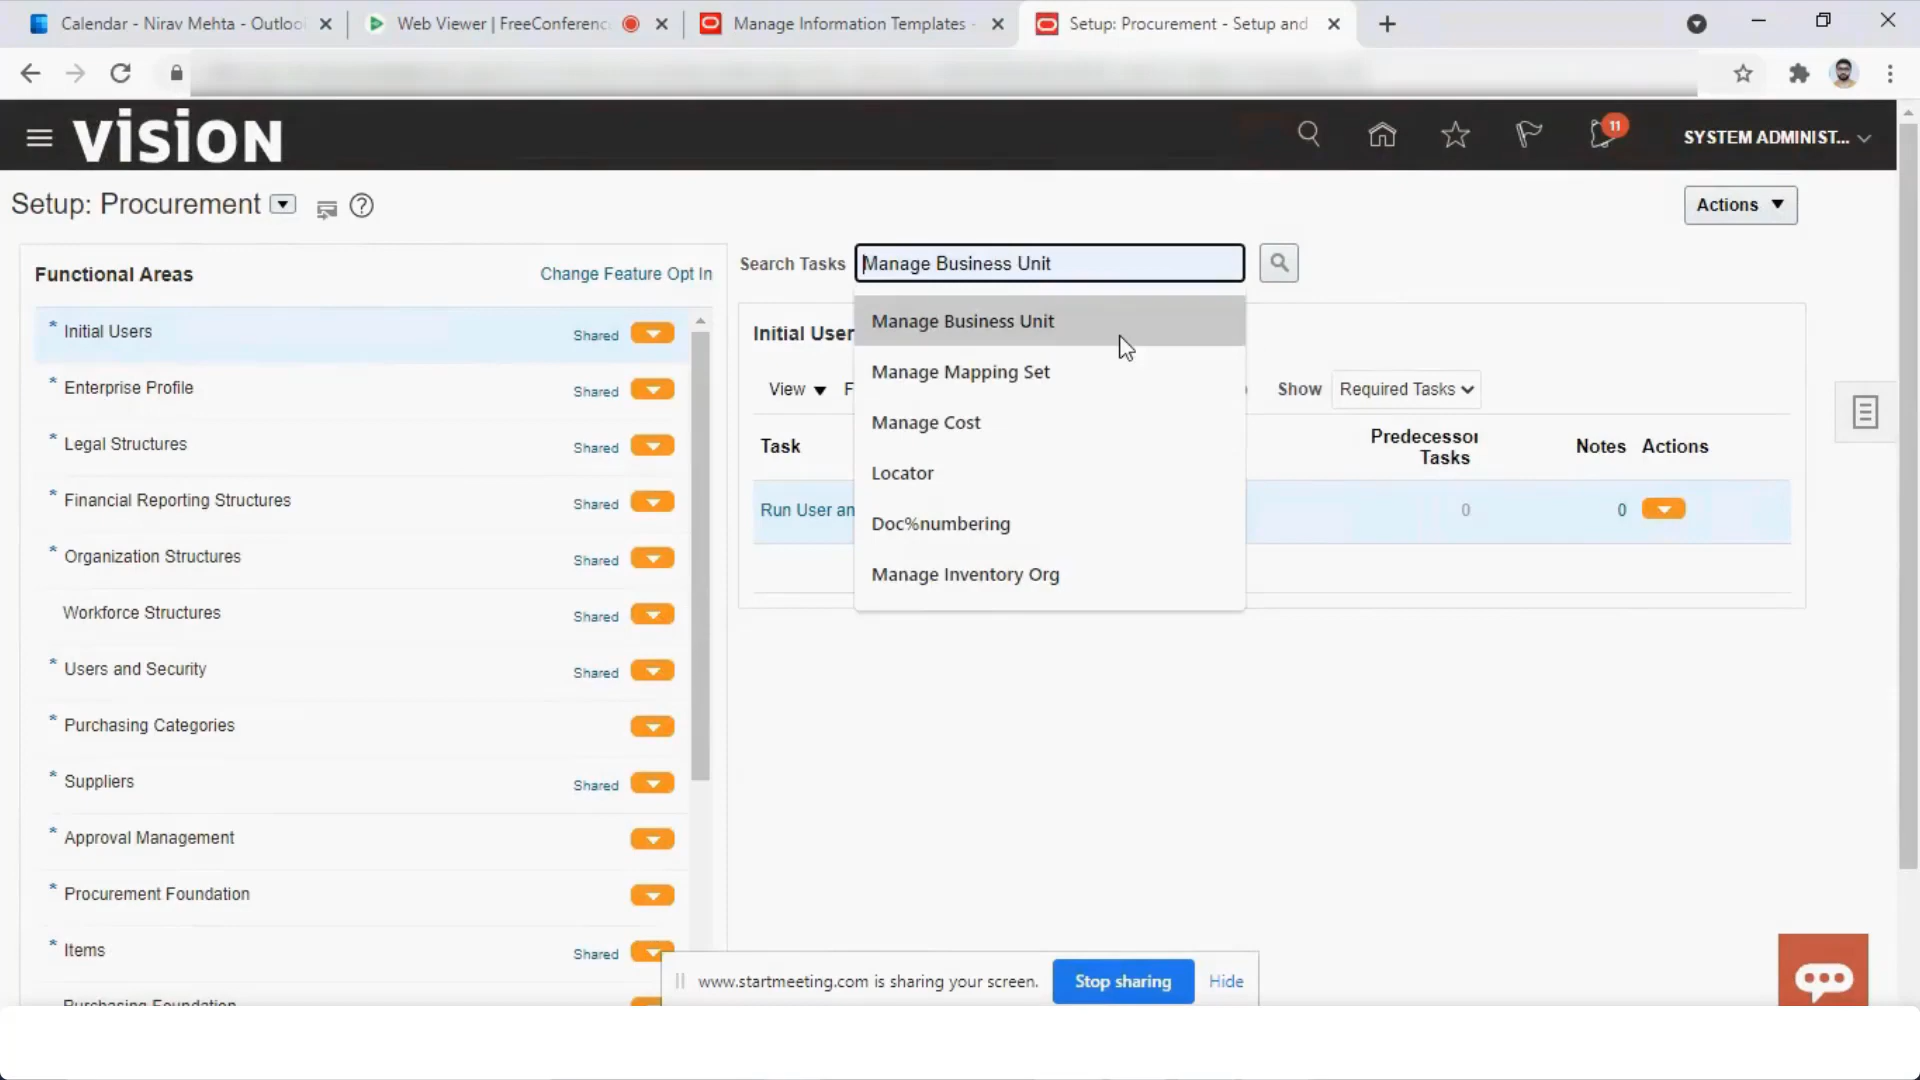 Calendar - Nirav Mehta - Outloo
Web Viewer | FreeConferenc
Manage Information Templates -
Setup: Procurement - Setup and
vision
11
SYSTEM ADMINIST...
Setup: Procurement
Actions
Functional Areas
Change Feature Opt In
Search Tasks
Manage Business Unit
* Initial Users Shared
* Enterprise Profile Shared
* Legal Structures Shared
* Financial Reporting Structures Shared
* Organization Structures Shared
Workforce Structures Shared
* Users and Security Shared
* Purchasing Categories
* Suppliers Shared
* Approval Management
* Procurement Foundation
* Items Shared
Purchasing Foundation
Manage Business Unit
Manage Mapping Set
Manage Cost
Locator
Doc%numbering
Manage Inventory Org
Initial User
View F
Show Required Tasks
Task
Predecessor
Tasks
Notes Actions
Run User an
0 0
www.startmeeting.com is sharing your screen.
Stop sharing
Hide